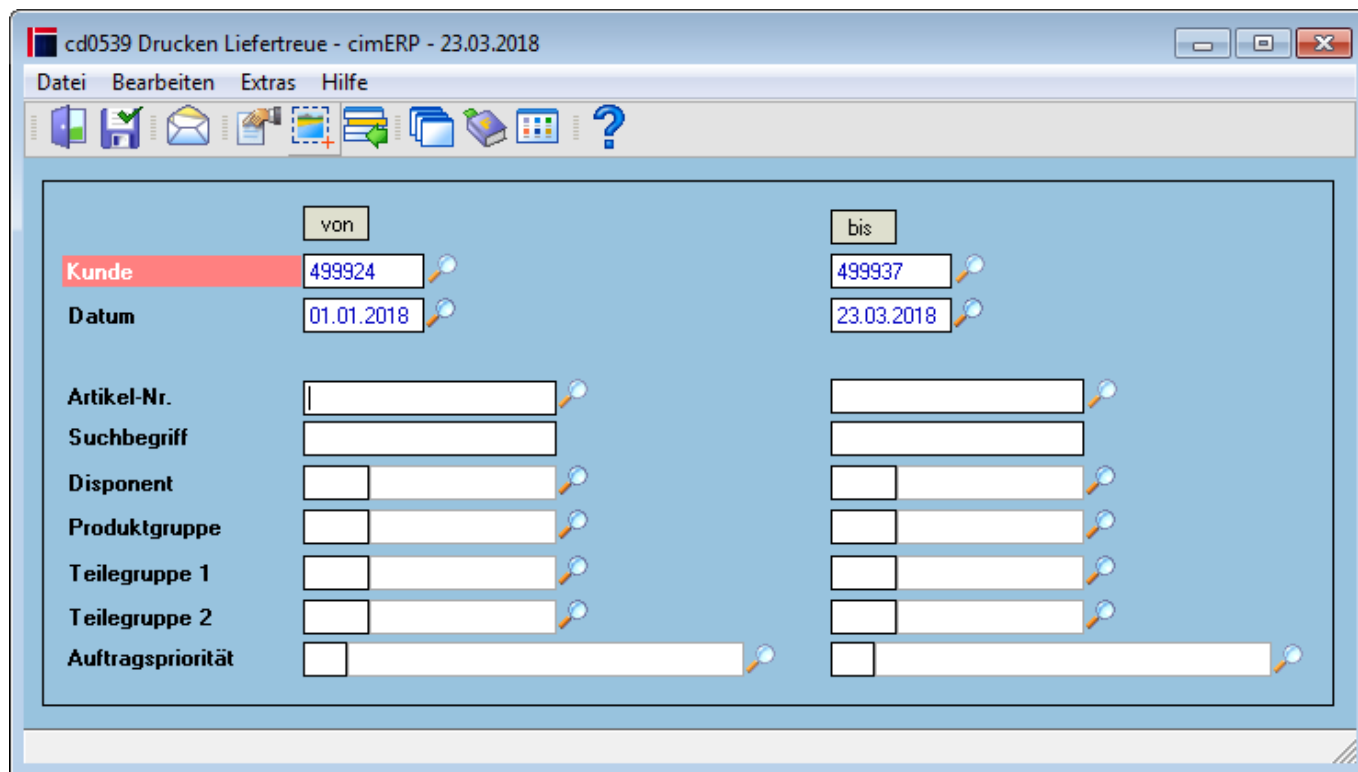 cd0539 Drucken Liefertreue - cimERP - 23.03.2018
Datei Bearbeiten Extras Hilfe
von bis
Kunde 499924 499937
Datum 01.01.2018 23.03.2018
Artikel-Nr.
Suchbegriff
Disponent
Produktgruppe
Teilegruppe 1
Teilegruppe 2
Auftragspriorität